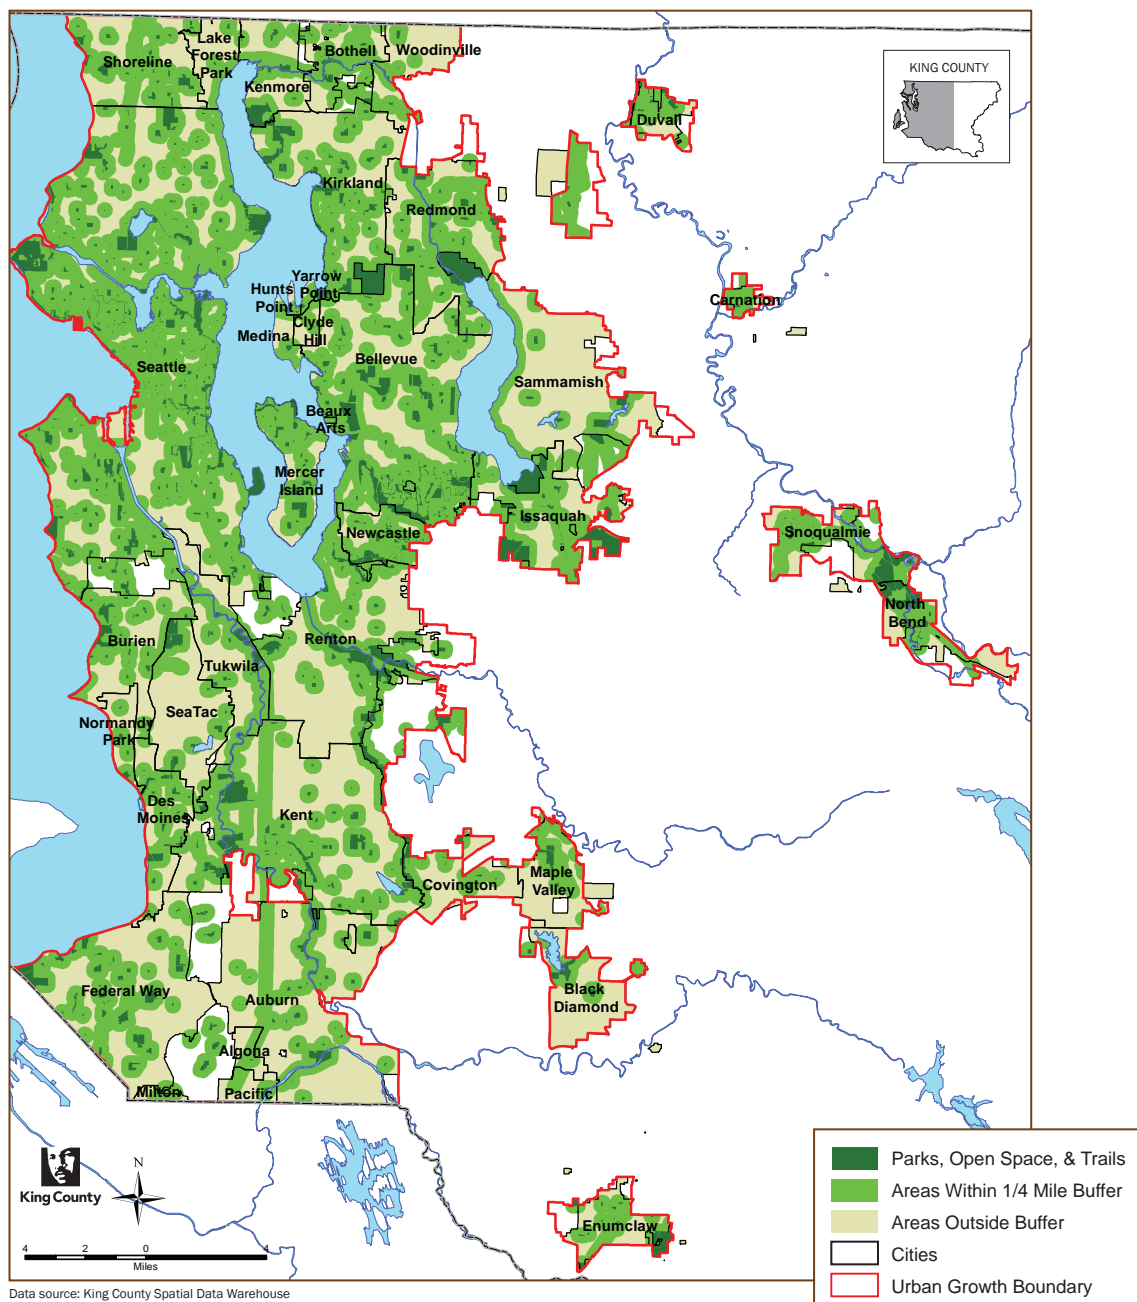 Lake
Forest
Park
Shoreline
Bothell
Woodinville
Kenmore
KING COUNTY
Duvall
Kirkland
Redmond
Yarrow
Point
Hunts
Point
Carnation
Clyde
Hill
Medina
Bellevue
Seattle
Sammamish
Beaux
Arts
Mercer
Island
Issaquah
Newcastle
Snoqualmie
North
Bend
Burien
Renton
Tukwila
SeaTac
Normandy
Park
Des
Moines
Kent
Covington
Maple
Valley
Federal Way
Auburn
Black
Diamond
Algona
Milton
Pacific
Enumclaw
King County
N
4 2 0 4
Miles
Parks, Open Space, & Trails
Areas Within 1/4 Mile Buffer
Areas Outside Buffer
Cities
Urban Growth Boundary
Data source: King County Spatial Data Warehouse